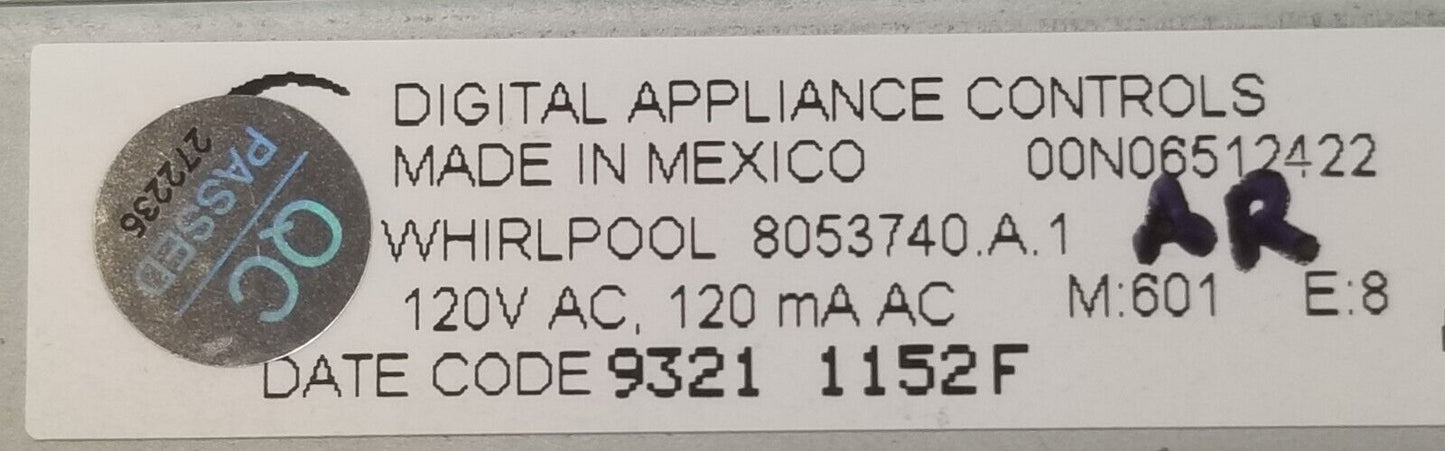 DIGITAL APPLIANCE CONTROLS
MADE IN MEXICO 00N06512422
WHIRLPOOL 8053740.A.1 AR
120V AC, 120 mA AC M:601 E:8
DATE CODE 9321 1152F
QC
PASSED
272236